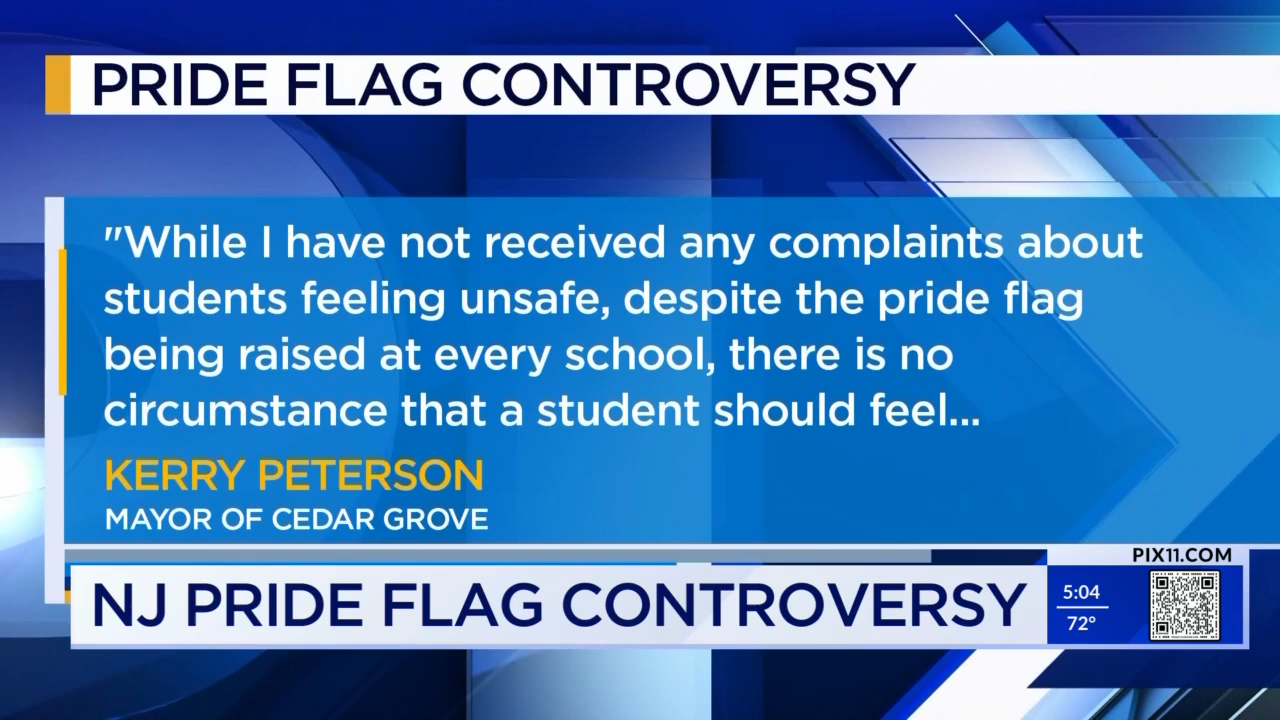 PRIDE FLAG CONTROVERSY
"While I have not received any complaints about
students feeling unsafe, despite the pride flag
being raised at every school, there is no
circumstance that a student should feel...
KERRY PETERSON
MAYOR OF CEDAR GROVE
PIX11.COM
NJ PRIDE FLAG CONTROVERSY
5:04
72°